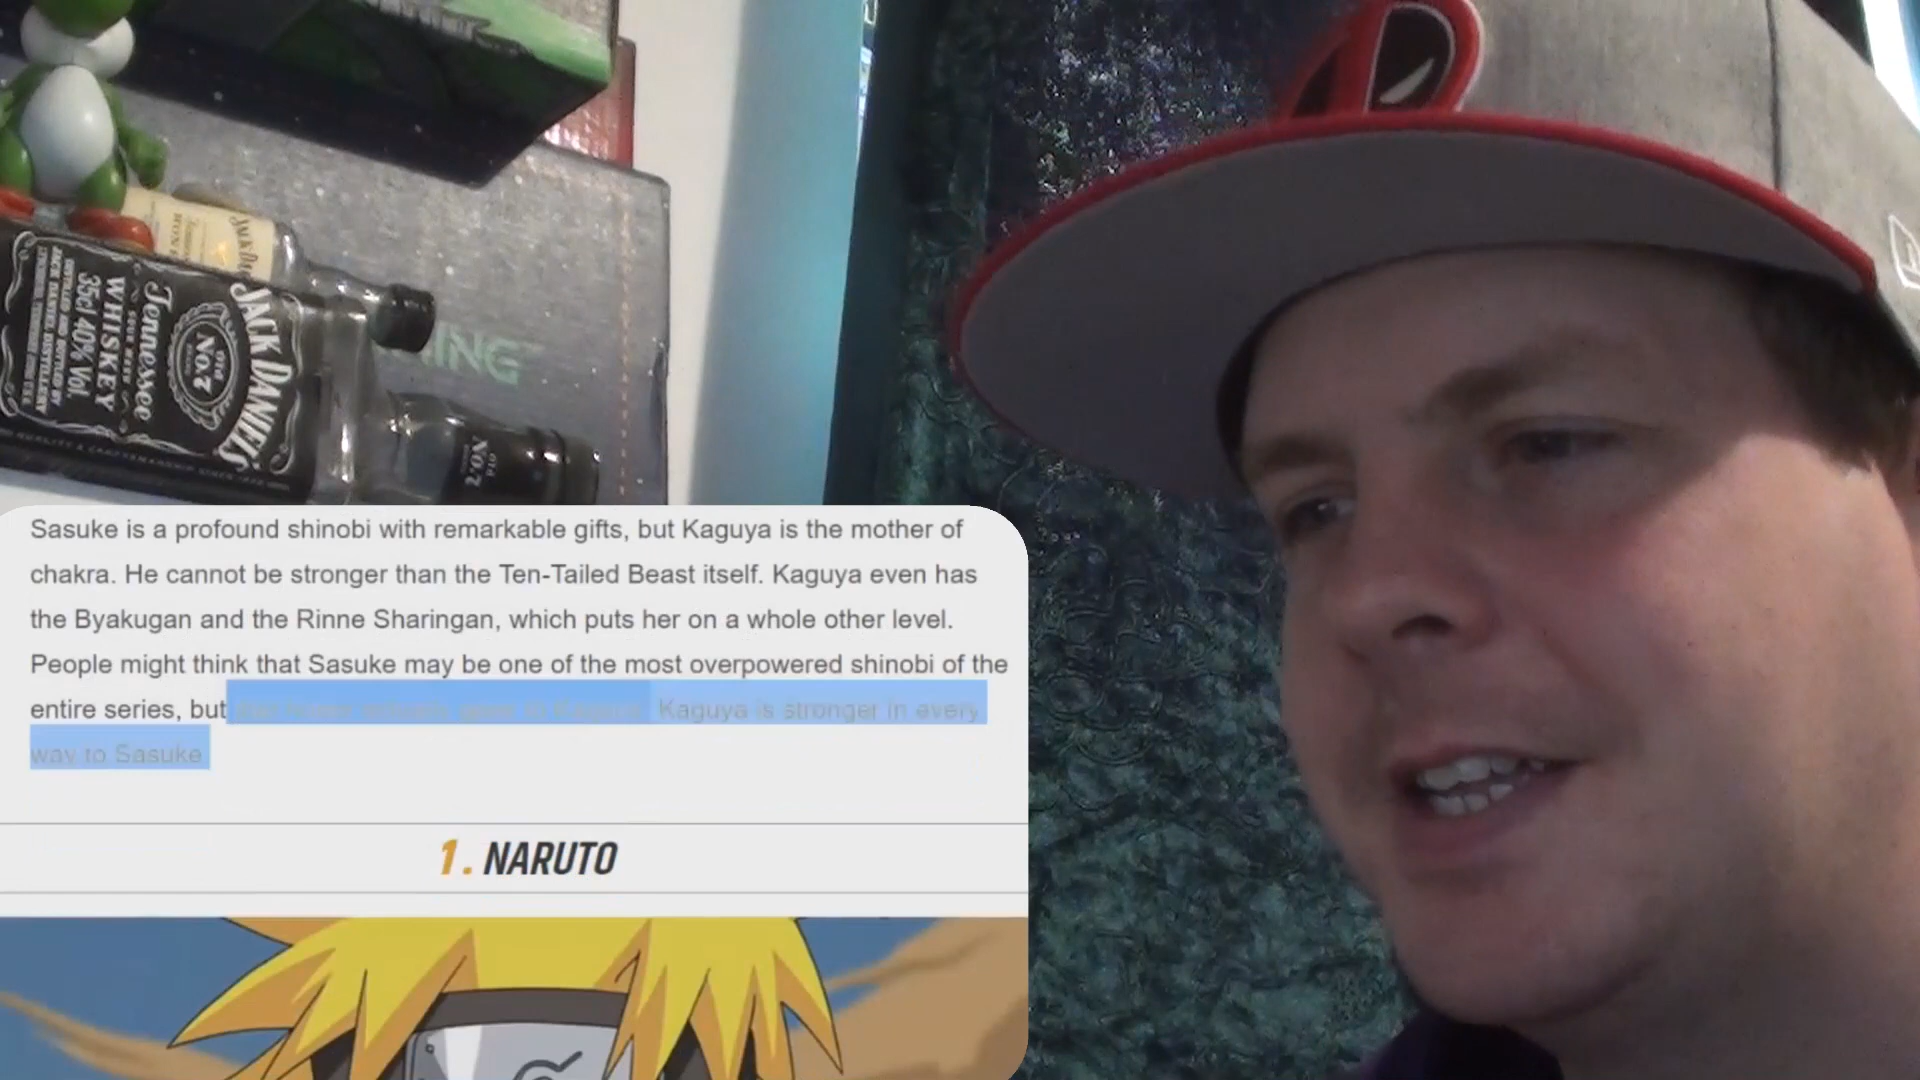 JACK DANIEL'S
OLD
No.7
Tennessee
SOUR MASH
WHISKEY
35cl 40% Vol.
No.7
Sasuke is a profound shinobi with remarkable gifts, but Kaguya is the mother of
chakra. He cannot be stronger than the Ten-Tailed Beast itself. Kaguya even has
the Byakugan and the Rinne Sharingan, which puts her on a whole other level.
People might think that Sasuke may be one of the most overpowered shinobi of the
entire series, but Kaguya is stronger in every
way to Sasuke
1. NARUTO